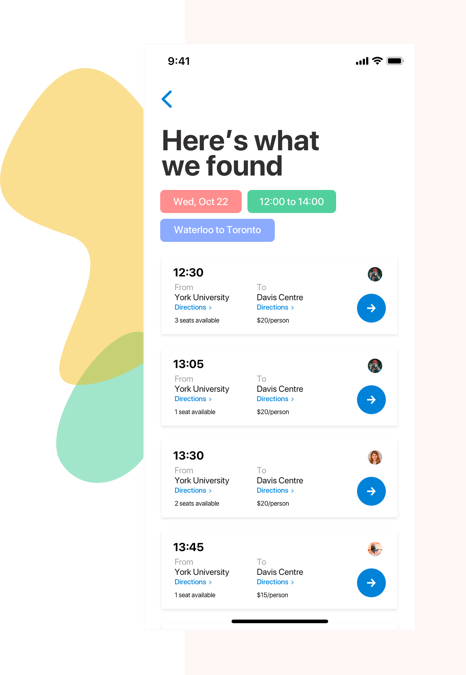 9:41
Here's what
we found
Wed, Oct 22
12:00 to 14:00
Waterloo to Toronto
12:30
From
To
York University
Davis Centre
Directions ›
Directions ›
3 seats available
$20/person
13:05
From
To
York University
Davis Centre
Directions ›
Directions ›
1 seat available
$20/person
13:30
From
To
York University
Davis Centre
Directions ›
Directions ›
2 seats available
$20/person
13:45
From
To
York University
Davis Centre
Directions ›
Directions ›
1 seat available
$15/person